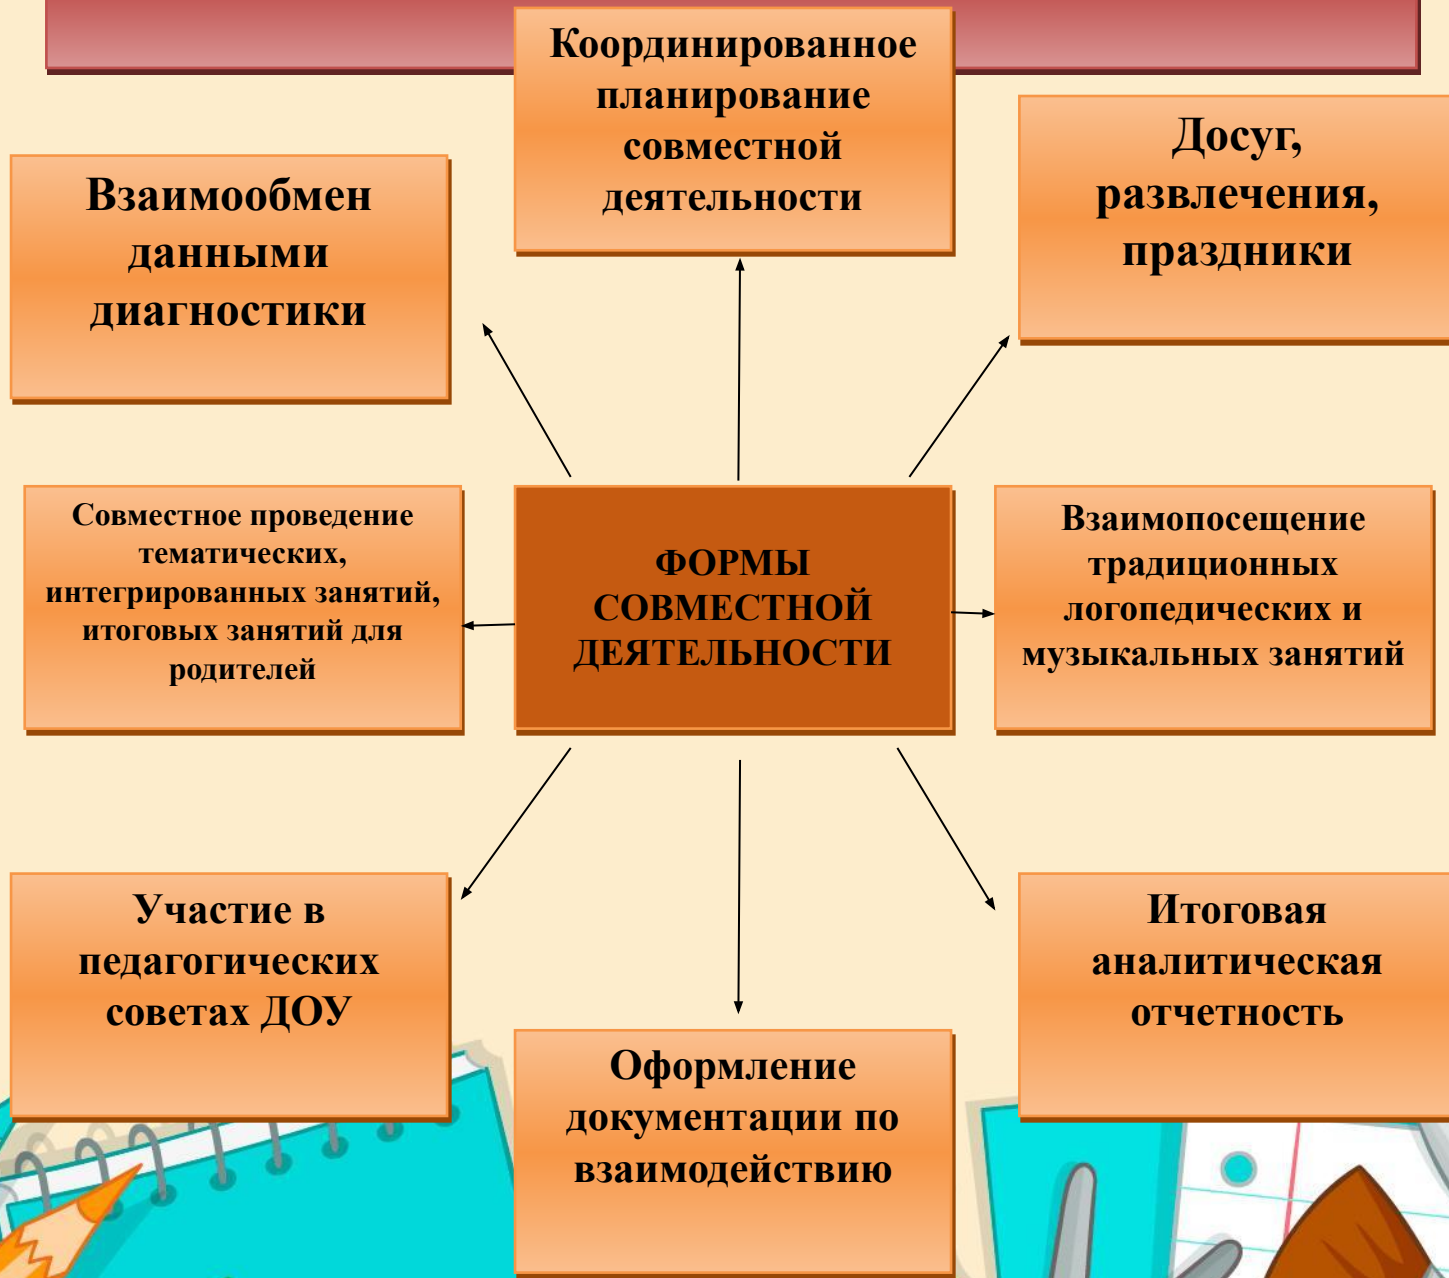 Координированное
планирование
совместной
деятельности
Досуг,
развлечения,
праздники
Взаимообмен
данными
диагностики
Совместное проведение
тематических,
интегрированных занятий,
итоговых занятий для
родителей
ФОРМЫ
СОВМЕСТНОЙ
ДЕЯТЕЛЬНОСТИ
Взаимопосещение
традиционных
логопедических и
музыкальных занятий
Участие в
педагогических
советах ДОУ
Оформление
документации по
взаимодействию
Итоговая
аналитическая
отчетность